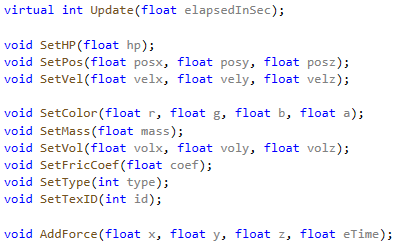 virtual int Update(float elapsedInSec);
void SetHP(float hp);
void SetPos(float posx, float posy, float posz);
void SetVel(float velx, float vely, float velz);
void SetColor(float r, float g, float b, float a);
void SetMass(float mass);
void SetVol(float volx, float voly, float volz);
void SetFricCoef(float coef);
void SetType(int type);
void SetTexID(int id);
void AddForce(float x, float y, float z, float eTime);